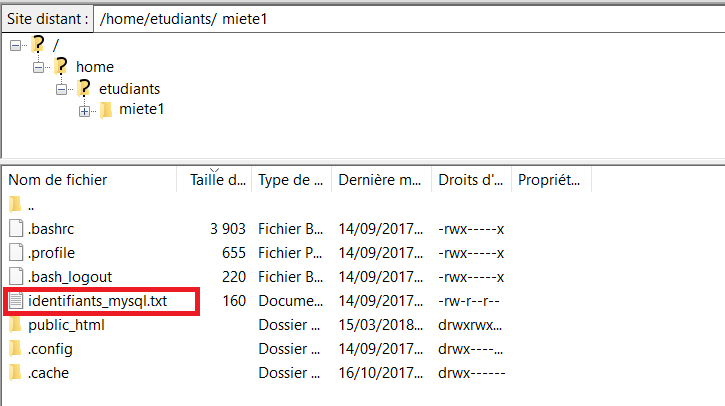 Site distant : /home/etudiants/ miete1
/
home
etudiants
miete1
Nom de fichier Taille d... Type de ... Dernière m... Droits d'... Propriét...
..
.bashrc 3 903 Fichier B... 14/09/2017... -rwx-----x
.profile 655 Fichier P... 14/09/2017... -rwx-----x
.bash_logout 220 Fichier B... 14/09/2017... -rwx-----x
identifiants_mysql.txt 160 Docume... 14/09/2017... -rw-r--r--
public_html Dossier ... 15/03/2018... drwxrwx...
.config Dossier ... 14/09/2017... drwx----...
.cache Dossier ... 16/10/2017... drwx------